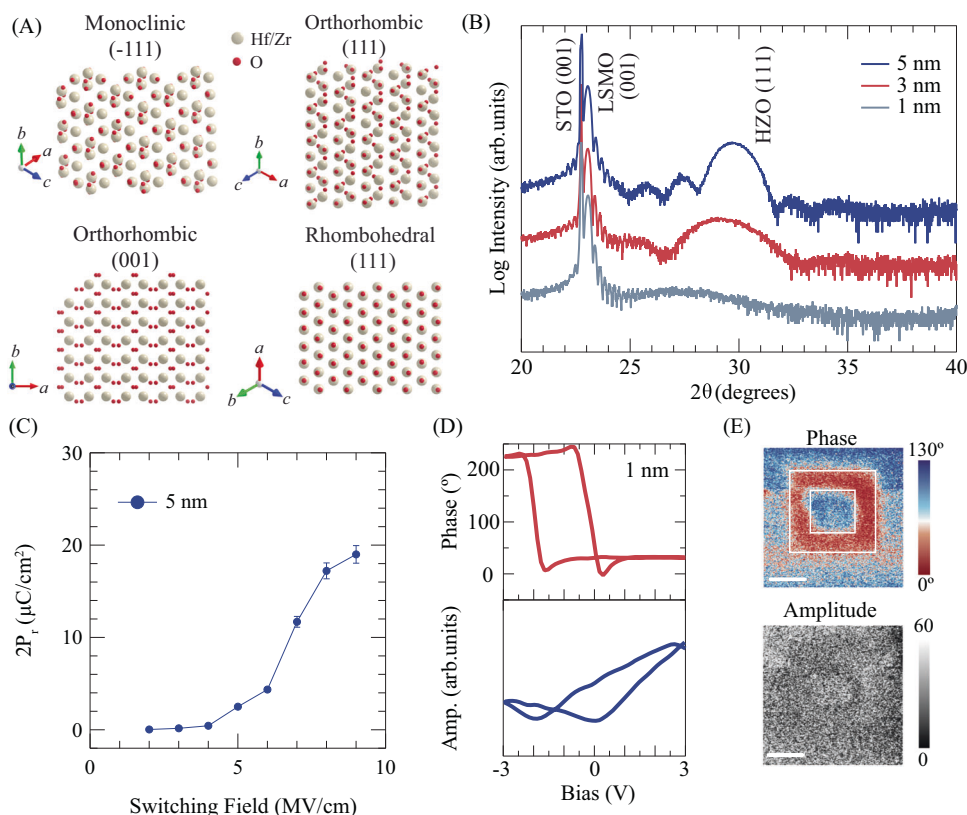 (A)
Monoclinic
(-111)
Hf/Zr
O
Orthorhombic
(111)
b
a
c
b
c
a
Orthorhombic
(001)
Rhombohedral
(111)
b
a
a
b
c
(B)
STO (001)
LSMO
(001)
HZO (111)
5 nm
3 nm
1 nm
Log Intensity (arb.units)
20 25 30 35 40
2θ (degrees)
(C)
30
20
10
0
5 nm
2Pr (μC/cm²)
0 5 10
Switching Field (MV/cm)
(D)
200
100
0
1 nm
Phase (º)
Amp. (arb.units)
-3 0 3
Bias (V)
(E)
Phase
130º
0º
Amplitude
60
0